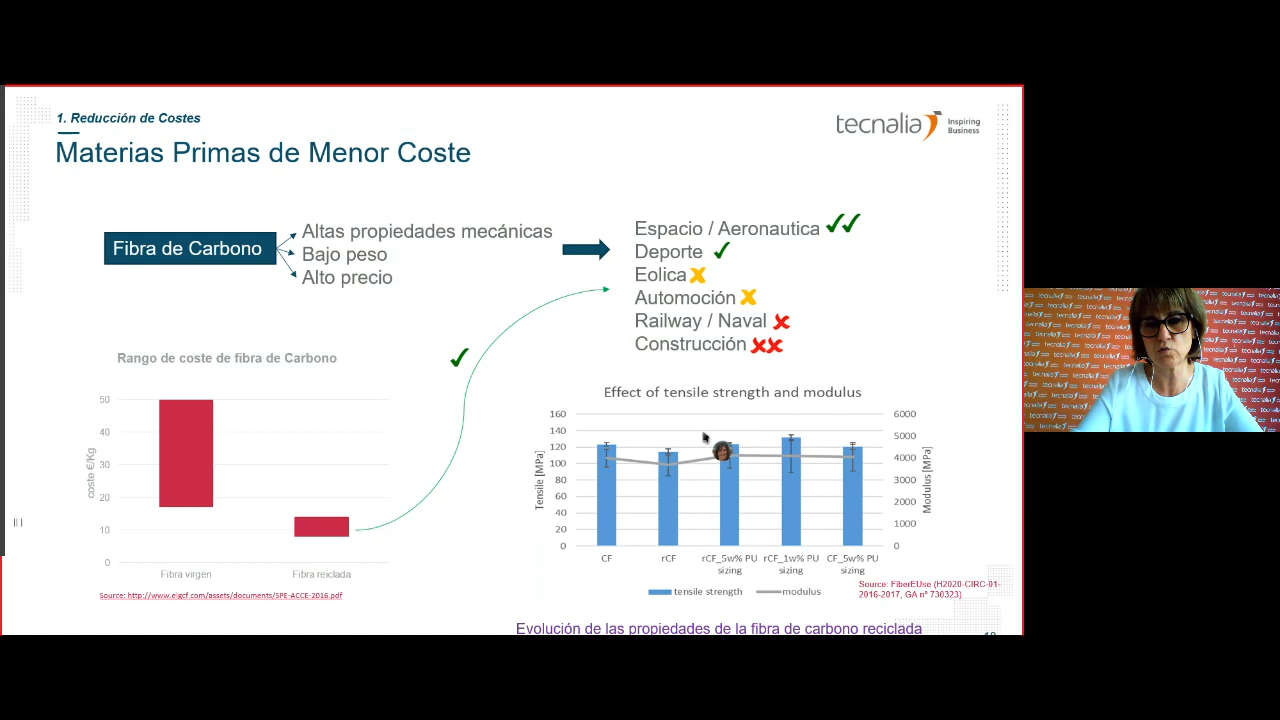 1. Reducción de Costes
Materias Primas de Menor Coste
tecnalia
Inspiring
Business
Fibra de Carbono
Altas propiedades mecánicas
Bajo peso
Alto precio
Espacio / Aeronautica
Deporte
Eolica
Automoción
Railway / Naval
Construcción
Rango de coste de fibra de Carbono
coste €/Kg
50
40
30
20
10
0
Fibra virgen
Fibra reiclada
Source: http://www.elgcf.com/assets/documents/SPE-ACCE-2016.pdf
Effect of tensile strength and modulus
Tensile [MPa]
160
140
120
100
80
60
40
20
0
6000
5000
4000
3000
2000
1000
0
Modulus [MPa]
CF
rCF
rCF_5w% PU
sizing
rCF_1w% PU
sizing
CF_5w% PU
sizing
tensile strength
modulus
Source: FiberEUse (H2020-CIRC-01-
2016-2017, GA nº 730323)
Evolución de las propiedades de la fibra de carbono reciclada
tecnalia